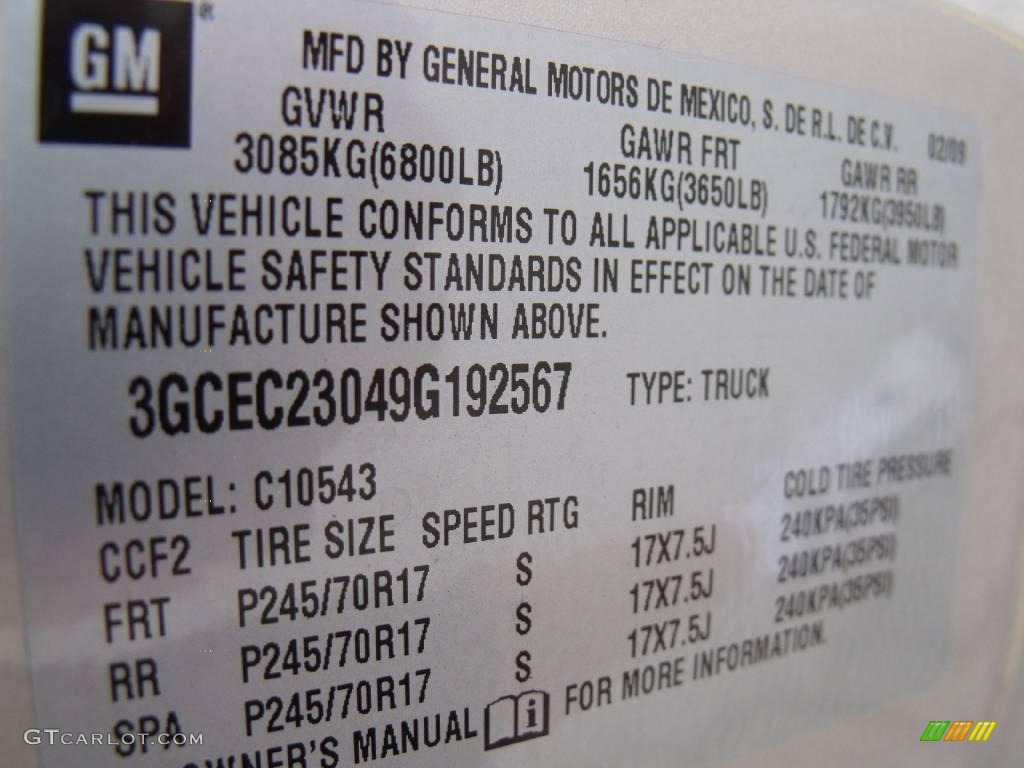 GM
MFD BY GENERAL MOTORS DE MEXICO, S. DE R.L. DE C.V. 02/09
GVWR GAWR FRT GAWR RR
3085KG(6800LB) 1656KG(3650LB) 1792KG(3950LB)
THIS VEHICLE CONFORMS TO ALL APPLICABLE U.S. FEDERAL MOTOR
VEHICLE SAFETY STANDARDS IN EFFECT ON THE DATE OF
MANUFACTURE SHOWN ABOVE.
3GCEC23049G192567 TYPE: TRUCK
MODEL: C10543
CCF2 TIRE SIZE SPEED RTG RIM COLD TIRE PRESSURE
FRT P245/70R17 S 17X7.5J 240KPA(35PSI)
RR P245/70R17 S 17X7.5J 240KPA(35PSI)
SPA P245/70R17 S 17X7.5J 240KPA(35PSI)
OWNER'S MANUAL i FOR MORE INFORMATION.
GTCARLOT.COM